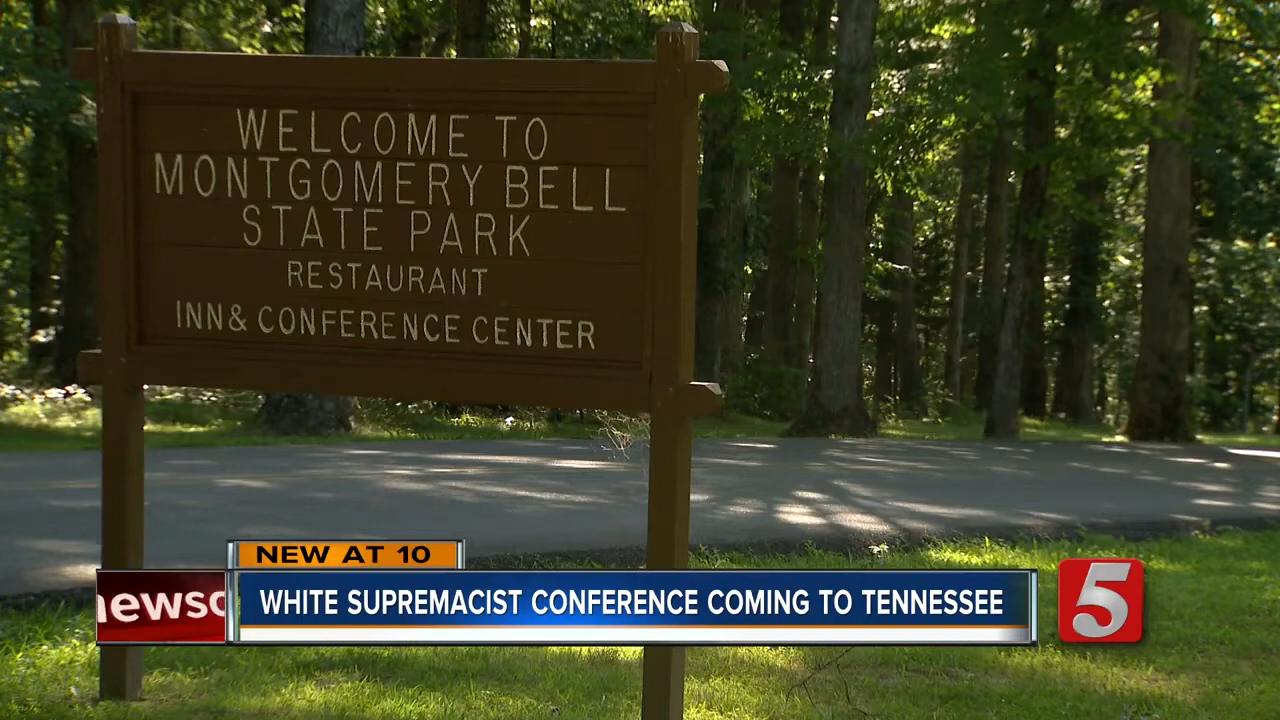 WELCOME TO
MONTGOMERY BELL
STATE PARK
RESTAURANT
INN & CONFERENCE CENTER
NEW AT 10
newsc
WHITE SUPREMACIST CONFERENCE COMING TO TENNESSEE
5